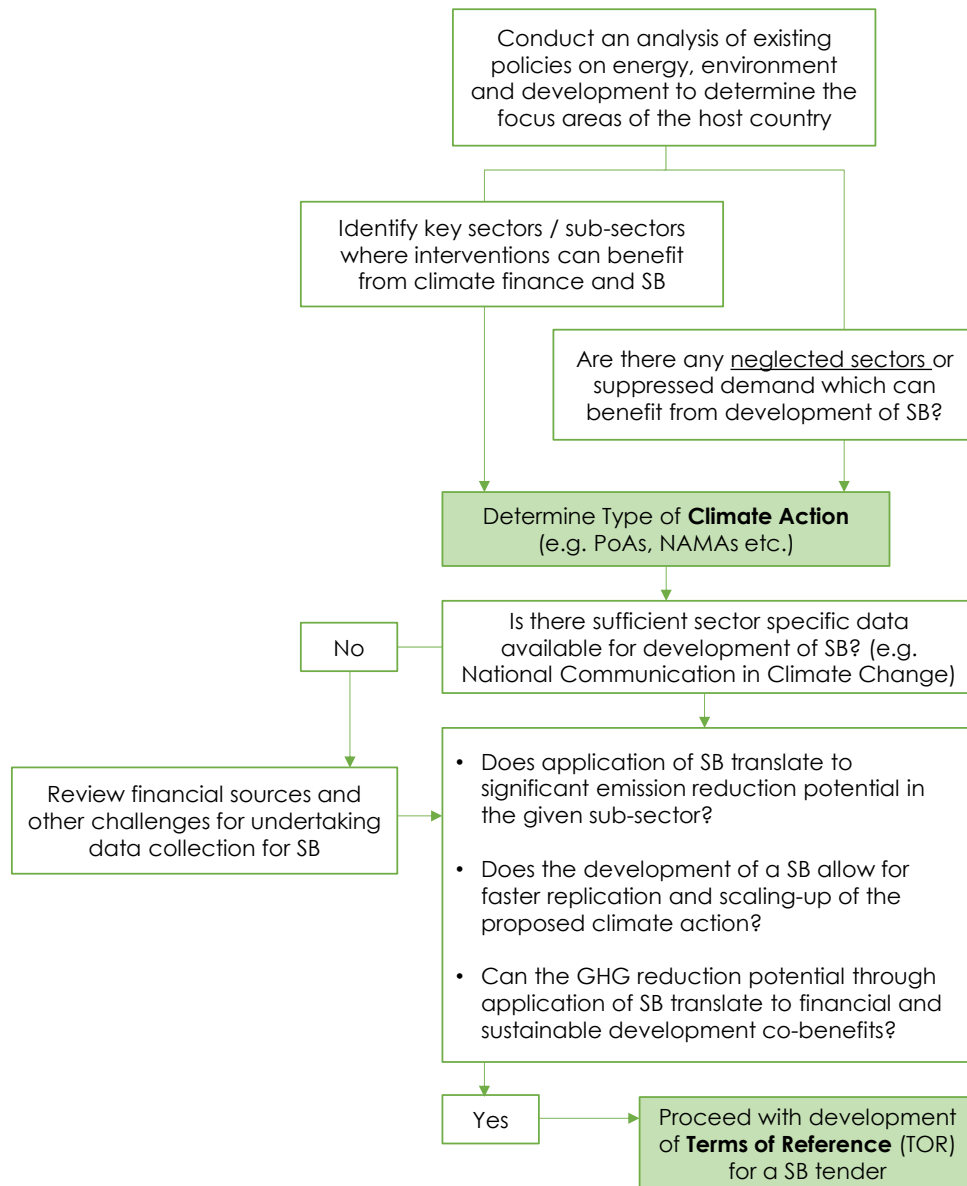 Conduct an analysis of existing
policies on energy, environment
and development to determine the
focus areas of the host country
Identify key sectors / sub-sectors
where interventions can benefit
from climate finance and SB
Are there any neglected sectors or
suppressed demand which can
benefit from development of SB?
Determine Type of Climate Action
(e.g. PoAs, NAMAs etc.)
Is there sufficient sector specific data
available for development of SB? (e.g.
National Communication in Climate Change)
No
Review financial sources and
other challenges for undertaking
data collection for SB
• Does application of SB translate to
significant emission reduction potential in
the given sub-sector?
• Does the development of a SB allow for
faster replication and scaling-up of the
proposed climate action?
• Can the GHG reduction potential through
application of SB translate to financial and
sustainable development co-benefits?
Yes
Proceed with development
of Terms of Reference (TOR)
for a SB tender